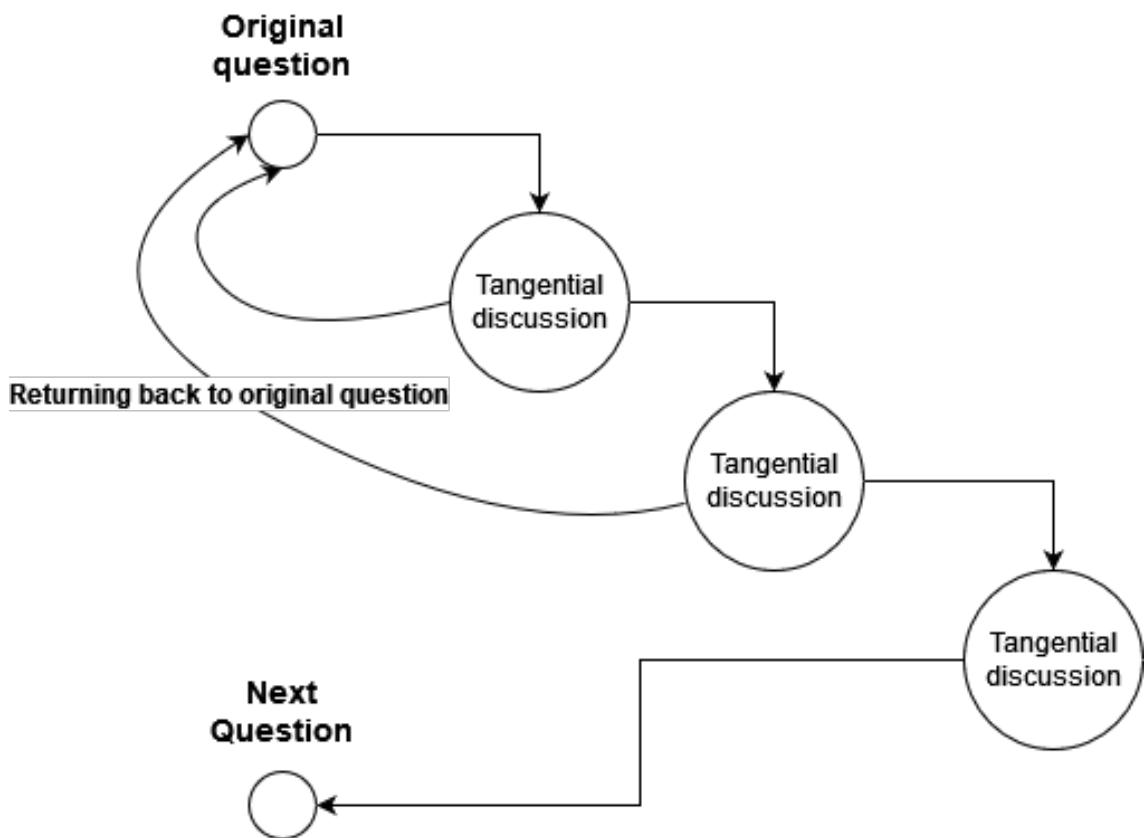 Original
question
Tangential
discussion
Returning back to original question
Tangential
discussion
Tangential
discussion
Next
Question